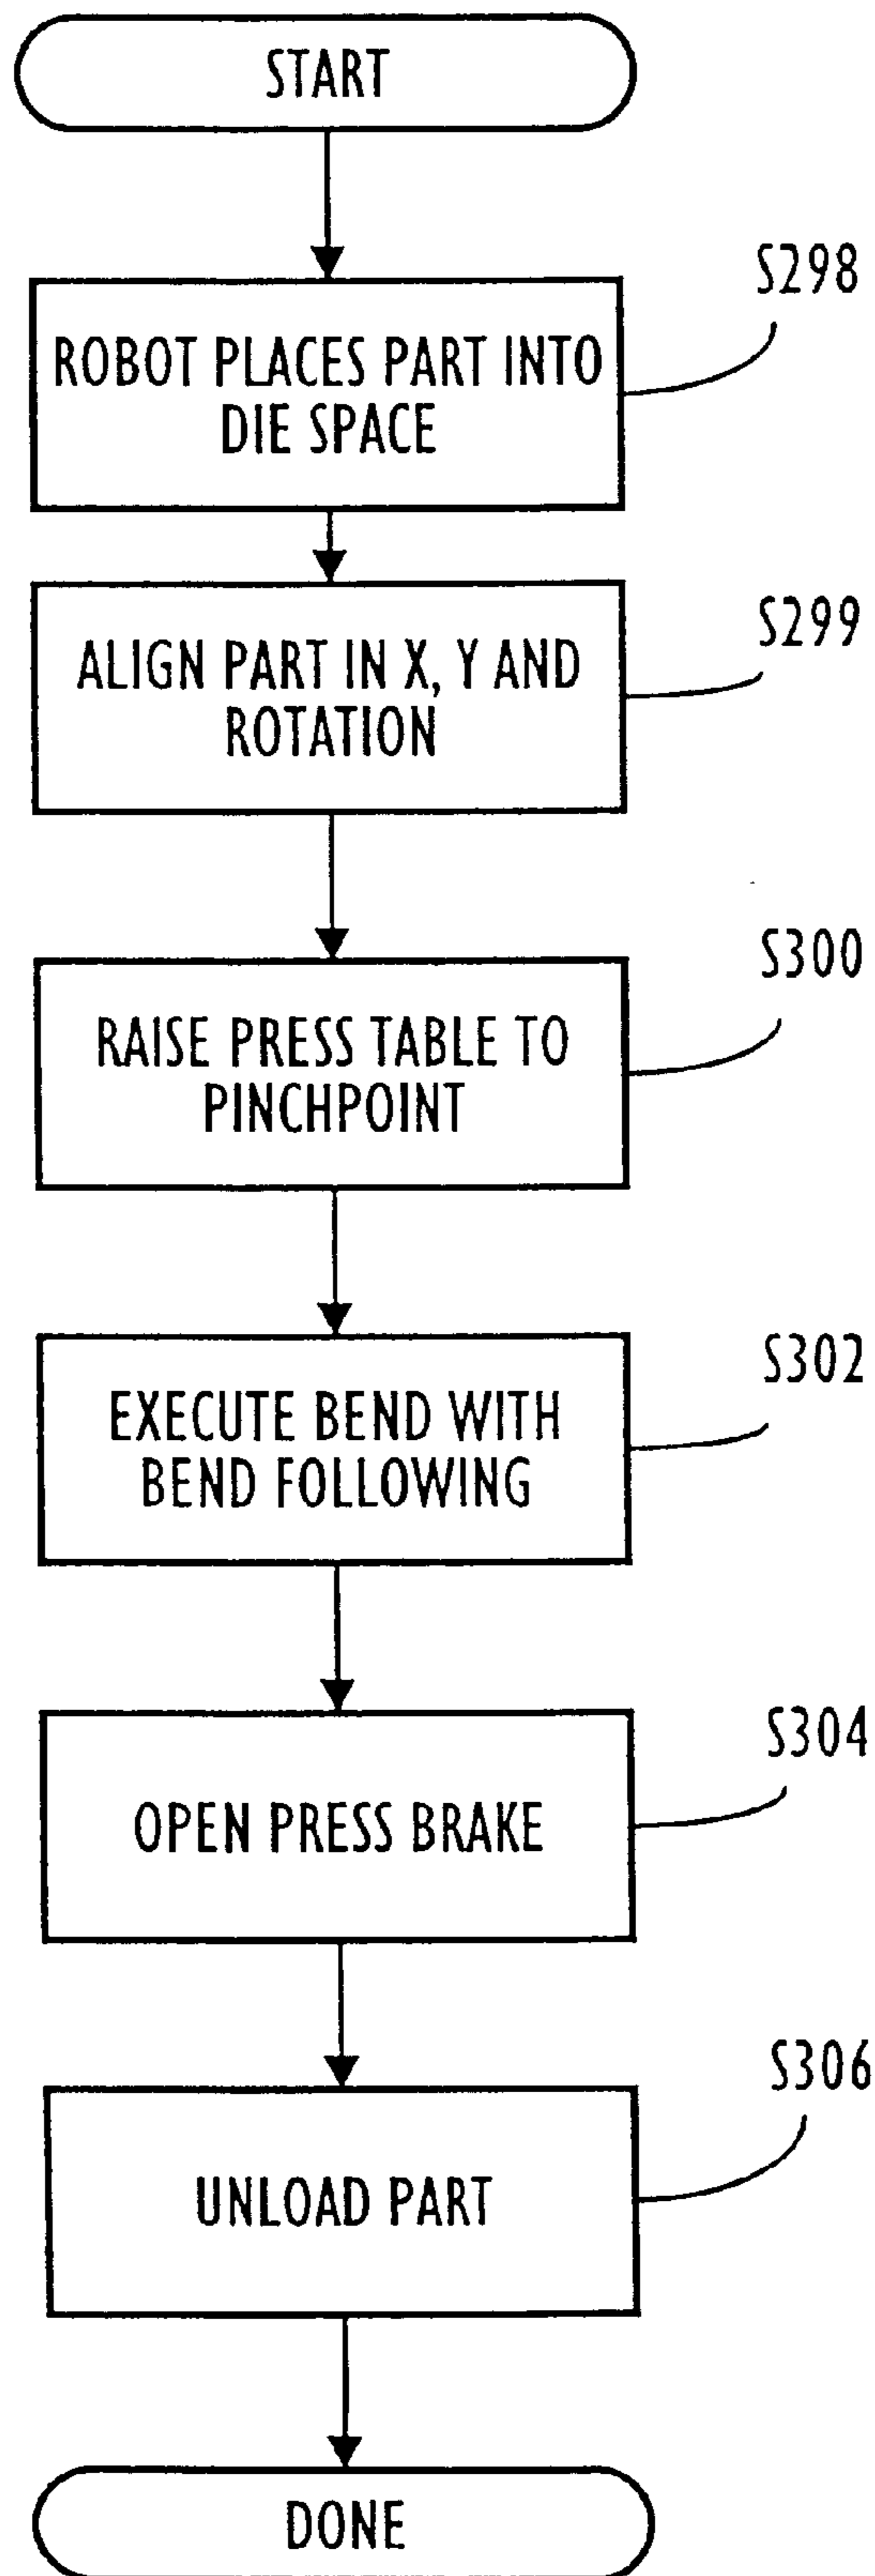 START
S298
ROBOT PLACES PART INTO
DIE SPACE
S299
ALIGN PART IN X, Y AND
ROTATION
S300
RAISE PRESS TABLE TO
PINCHPOINT
S302
EXECUTE BEND WITH
BEND FOLLOWING
S304
OPEN PRESS BRAKE
S306
UNLOAD PART
DONE